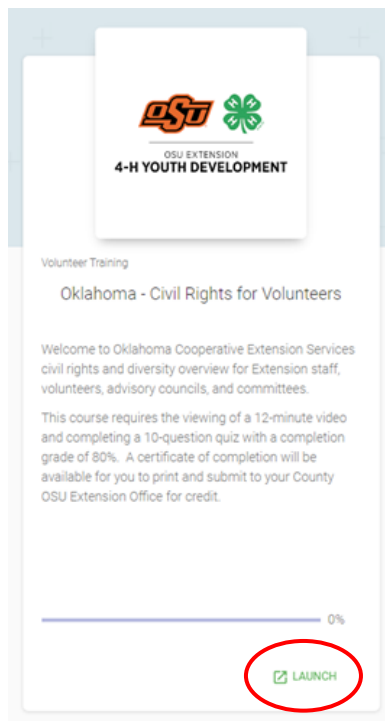 OSU
H H H H
OSU EXTENSION
4-H YOUTH DEVELOPMENT
Volunteer Training
Oklahoma - Civil Rights for Volunteers
Welcome to Oklahoma Cooperative Extension Services
civil rights and diversity overview for Extension staff,
volunteers, advisory councils, and committees.
This course requires the viewing of a 12-minute video
and completing a 10-question quiz with a completion
grade of 80%.  A certificate of completion will be
available for you to print and submit to your County
OSU Extension Office for credit.
0%
LAUNCH